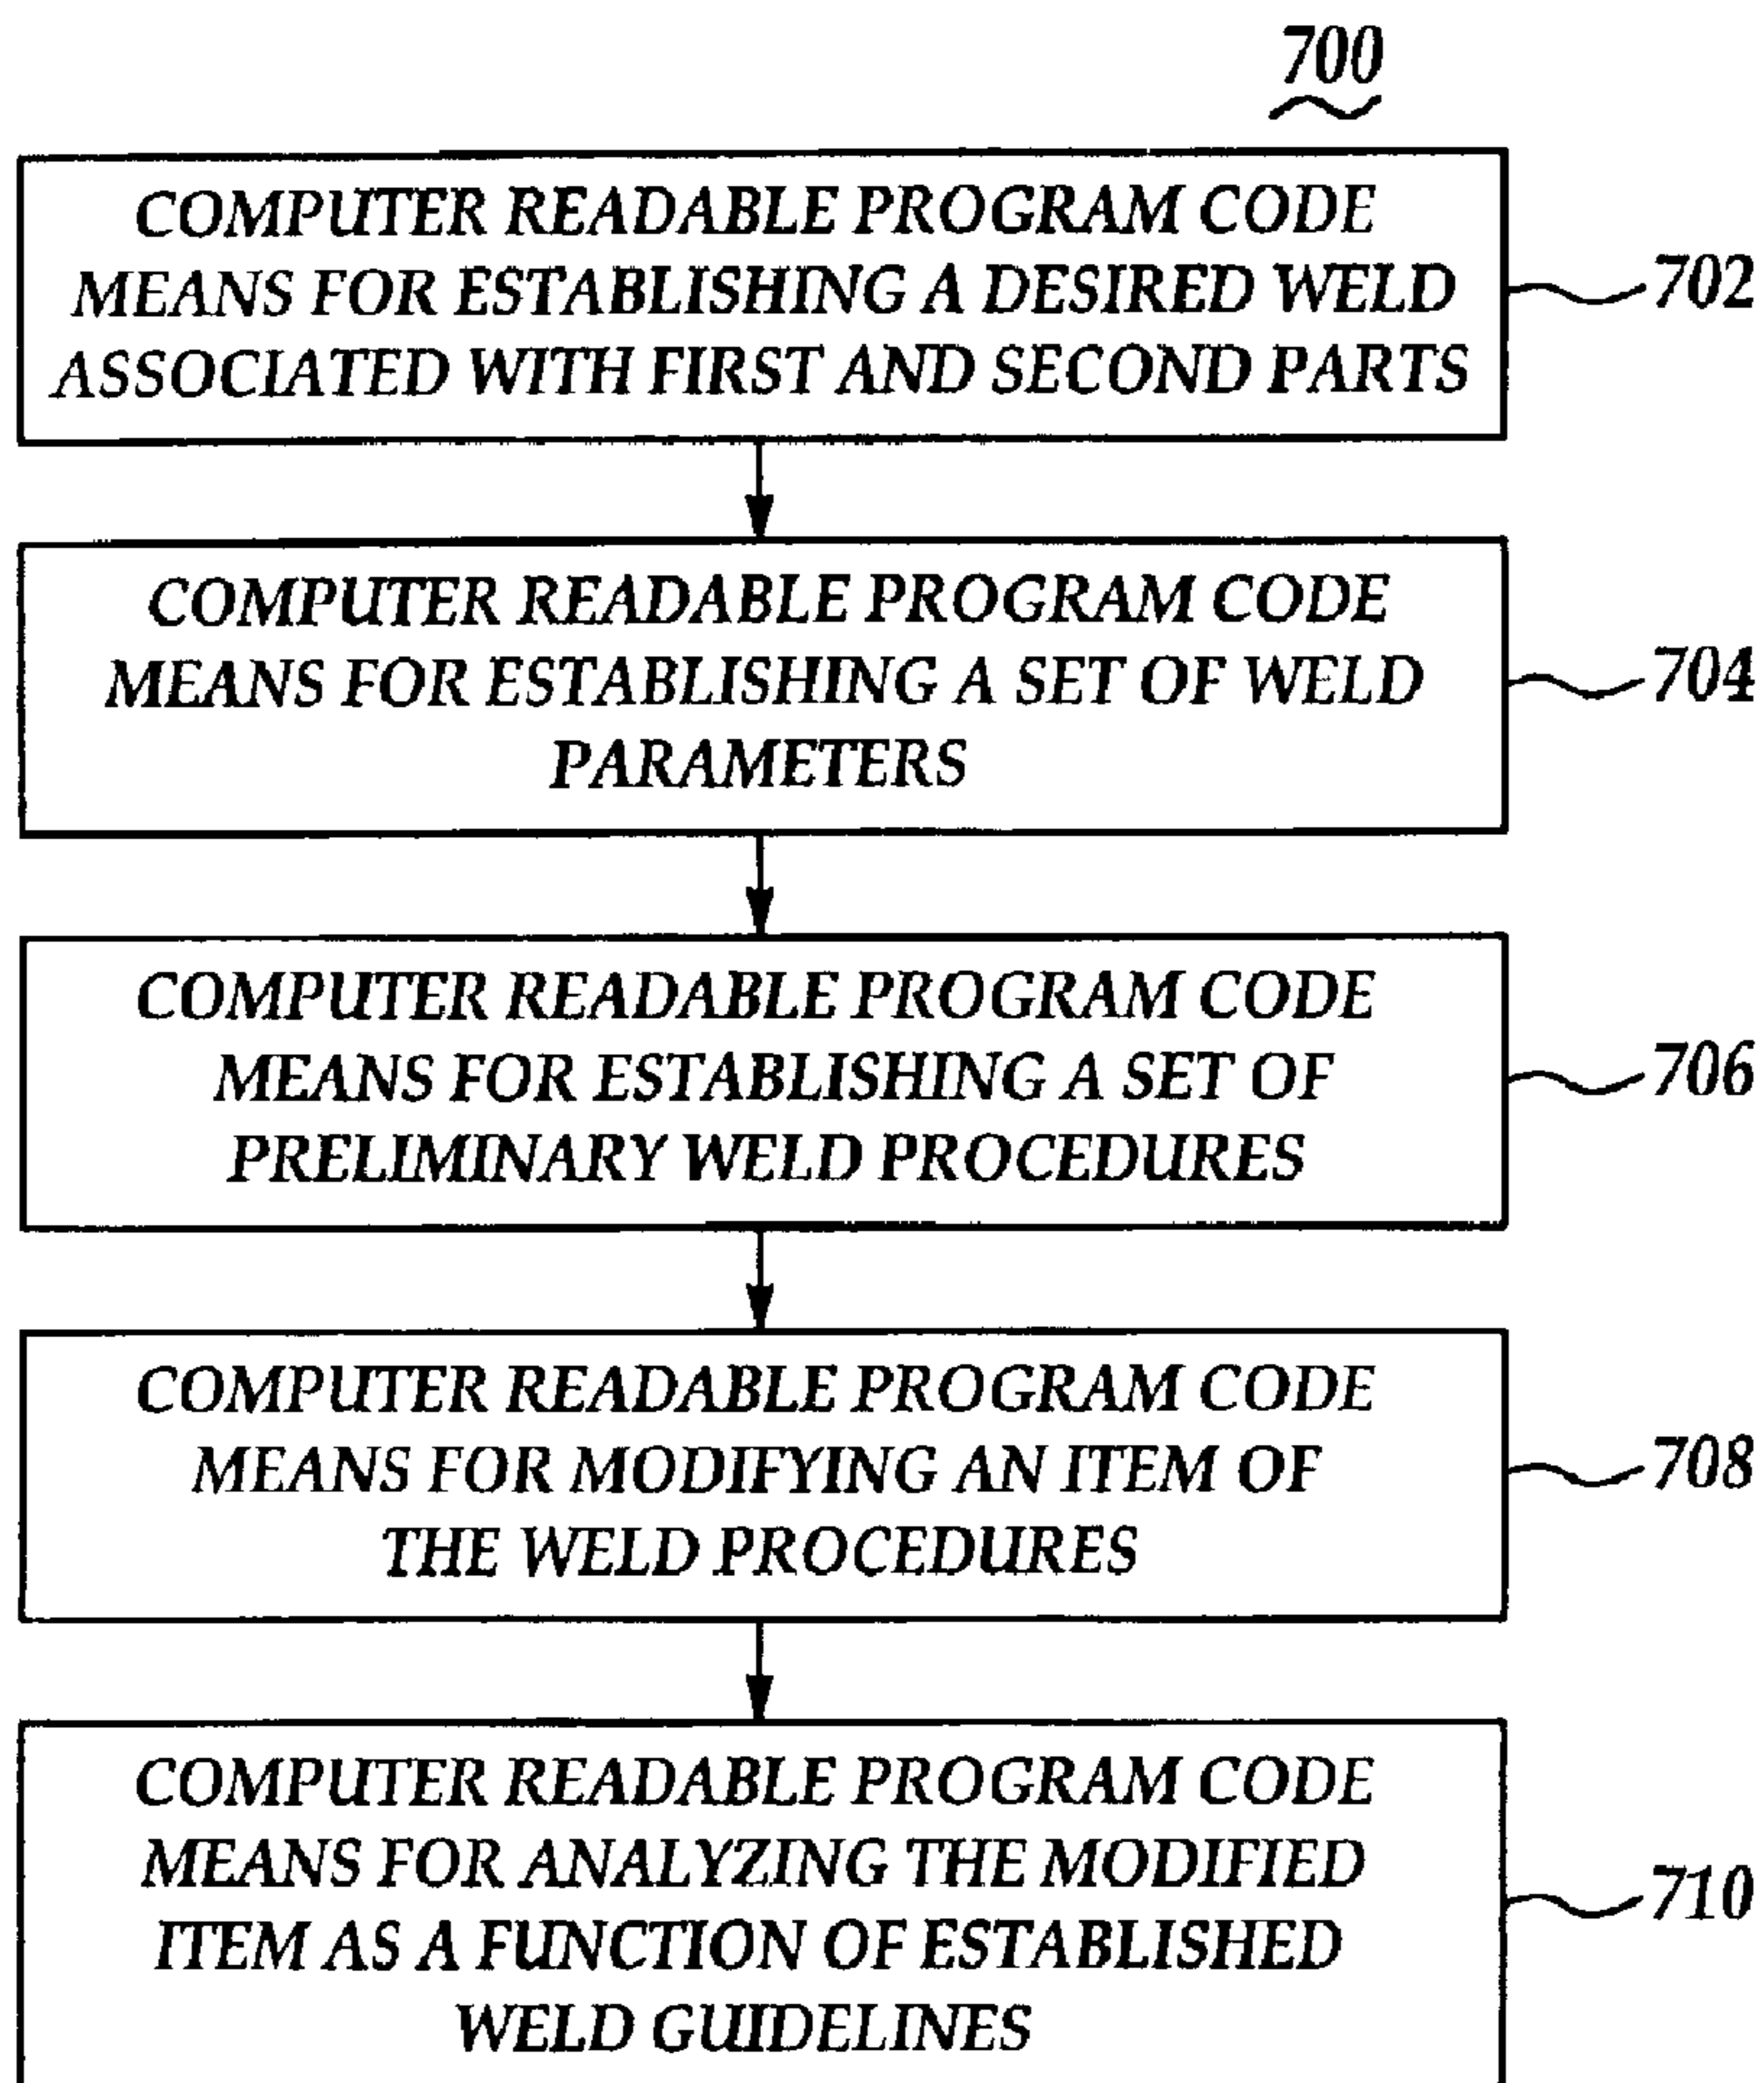 700
COMPUTER READABLE PROGRAM CODE
MEANS FOR ESTABLISHING A DESIRED WELD
ASSOCIATED WITH FIRST AND SECOND PARTS
702
COMPUTER READABLE PROGRAM CODE
MEANS FOR ESTABLISHING A SET OF WELD
PARAMETERS
704
COMPUTER READABLE PROGRAM CODE
MEANS FOR ESTABLISHING A SET OF
PRELIMINARY WELD PROCEDURES
706
COMPUTER READABLE PROGRAM CODE
MEANS FOR MODIFYING AN ITEM OF
THE WELD PROCEDURES
708
COMPUTER READABLE PROGRAM CODE
MEANS FOR ANALYZING THE MODIFIED
ITEM AS A FUNCTION OF ESTABLISHED
WELD GUIDELINES
710